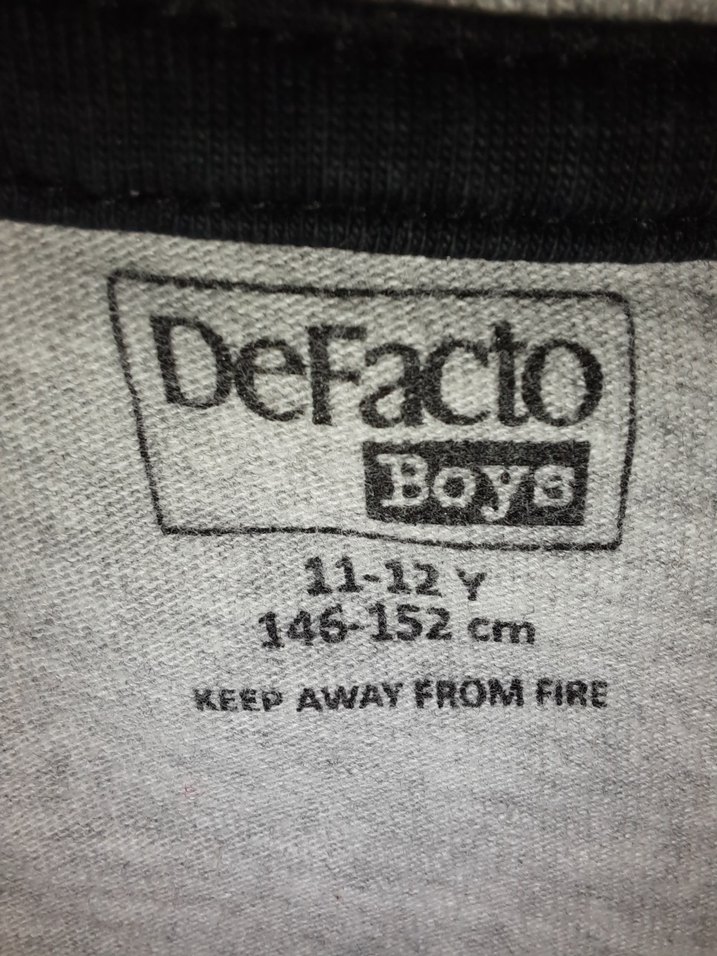 DeFacto
Boys
11-12 Y
146-152 cm
KEEP AWAY FROM FIRE